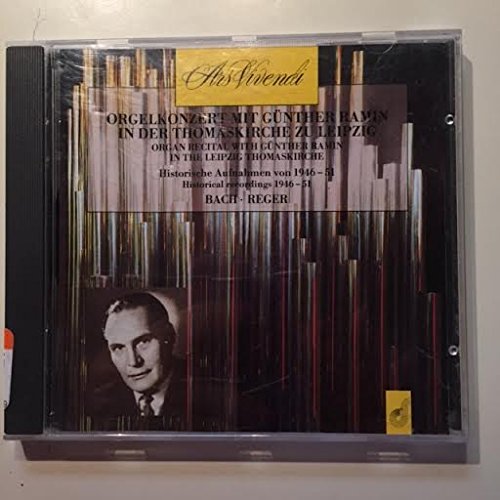 Ars Vivendi
ORGELKONZERT MIT GÜNTHER RAMIN
IN DER THOMASKIRCHE ZU LEIPZIG
ORGAN RECITAL WITH GÜNTHER RAMIN
IN THE LEIPZIG THOMASKIRCHE
Historische Aufnahmen von 1946–51
Historical recordings 1946–51
BACH · REGER